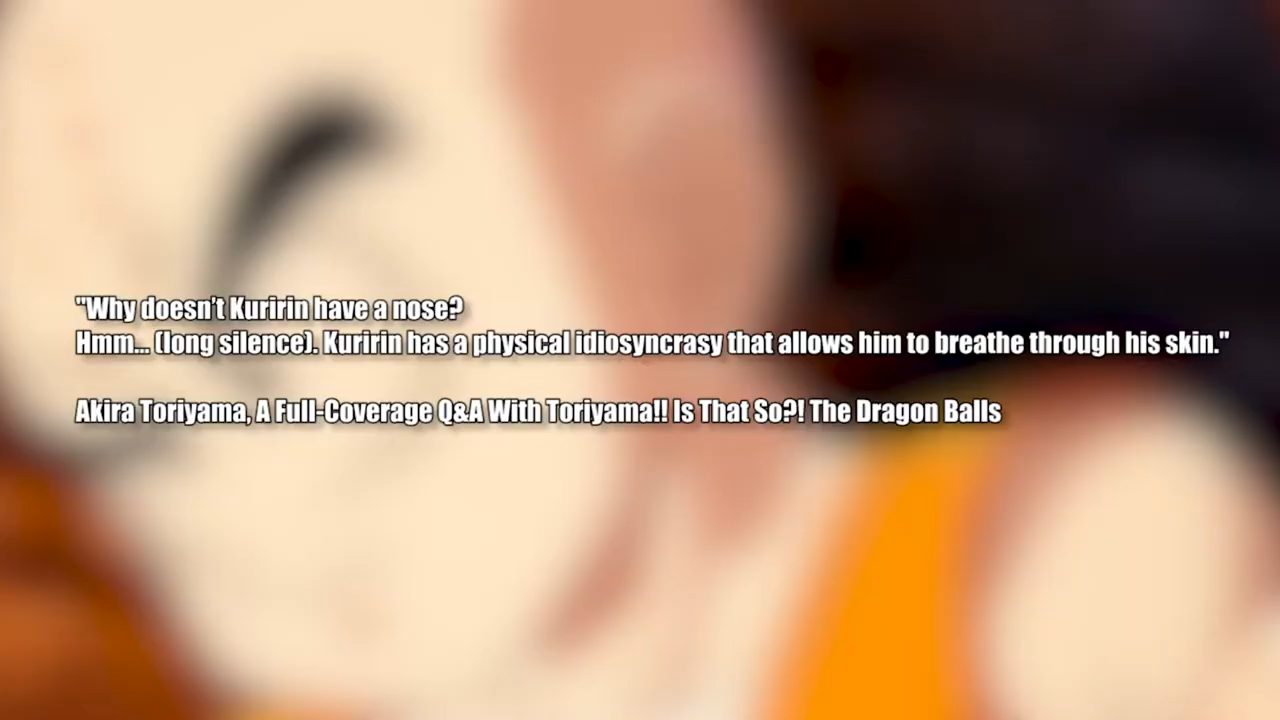 "Why doesn't Kuririn have a nose?
Hmm... (long silence). Kuririn has a physical idiosyncrasy that allows him to breathe through his skin."
Akira Toriyama, A Full-Coverage Q&A With Toriyama!! Is That So?! The Dragon Balls